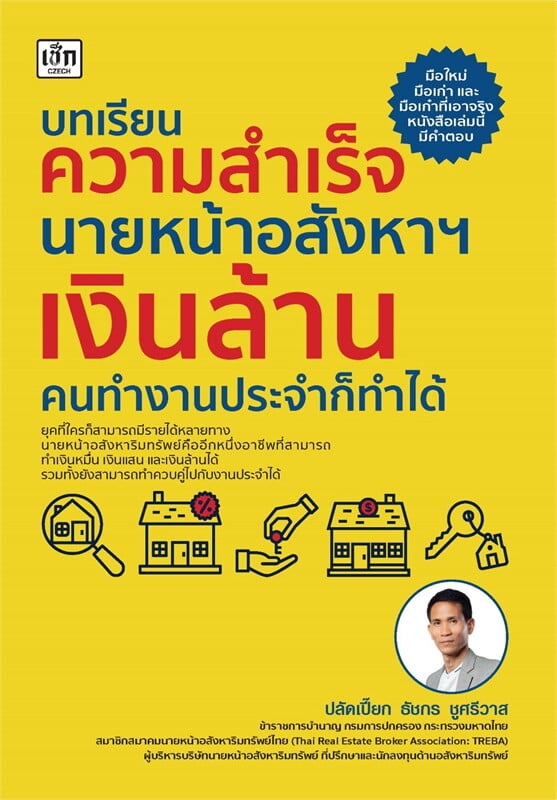 เช็ก
CZECH
มือใหม่
มือเก่า และ
มือเก๋าที่เอาจริง
หนังสือเล่มนี้
มีคำตอบ
บทเรียน
ความสำเร็จ
นายหน้าอสังหาฯ
เงินล้าน
คนทำงานประจำก็ทำได้
ยุคที่ใครก็สามารถมีรายได้หลายทาง
นายหน้าอสังหาริมทรัพย์คืออีกหนึ่งอาชีพที่สามารถ
ทำเงินหมื่น เงินแสน และเงินล้านได้
รวมทั้งยังสามารถทำควบคู่ไปกับงานประจำได้
%
$
ปลัดเปี๊ยก ธัชกร ชูศรีวาส
ข้าราชการบำนาญ กรมการปกครอง กระทรวงมหาดไทย
สมาชิกสมาคมนายหน้าอสังหาริมทรัพย์ไทย (Thai Real Estate Broker Association: TREBA)
ผู้บริหารบริษัทนายหน้าอสังหาริมทรัพย์ ที่ปรึกษาและนักลงทุนด้านอสังหาริมทรัพย์